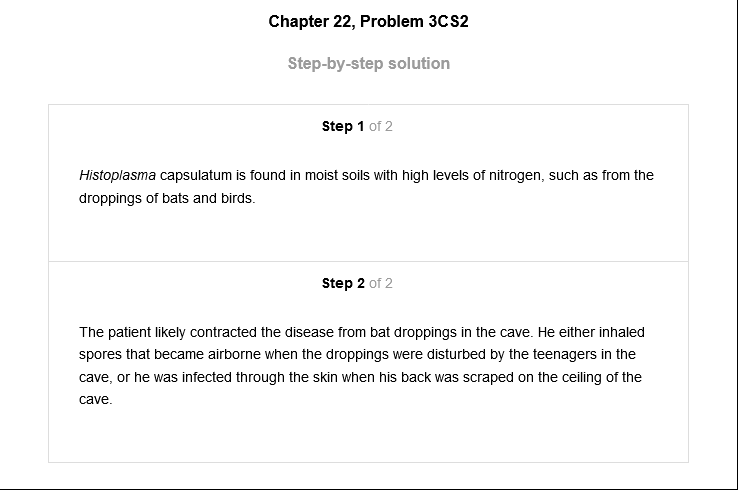 Chapter 22, Problem 3CS2
Step-by-step solution
Step 1 of 2
Histoplasma capsulatum is found in moist soils with high levels of nitrogen, such as from the
droppings of bats and birds.
Step 2 of 2
The patient likely contracted the disease from bat droppings in the cave. He either inhaled
spores that became airborne when the droppings were disturbed by the teenagers in the
cave, or he was infected through the skin when his back was scraped on the ceiling of the
cave.